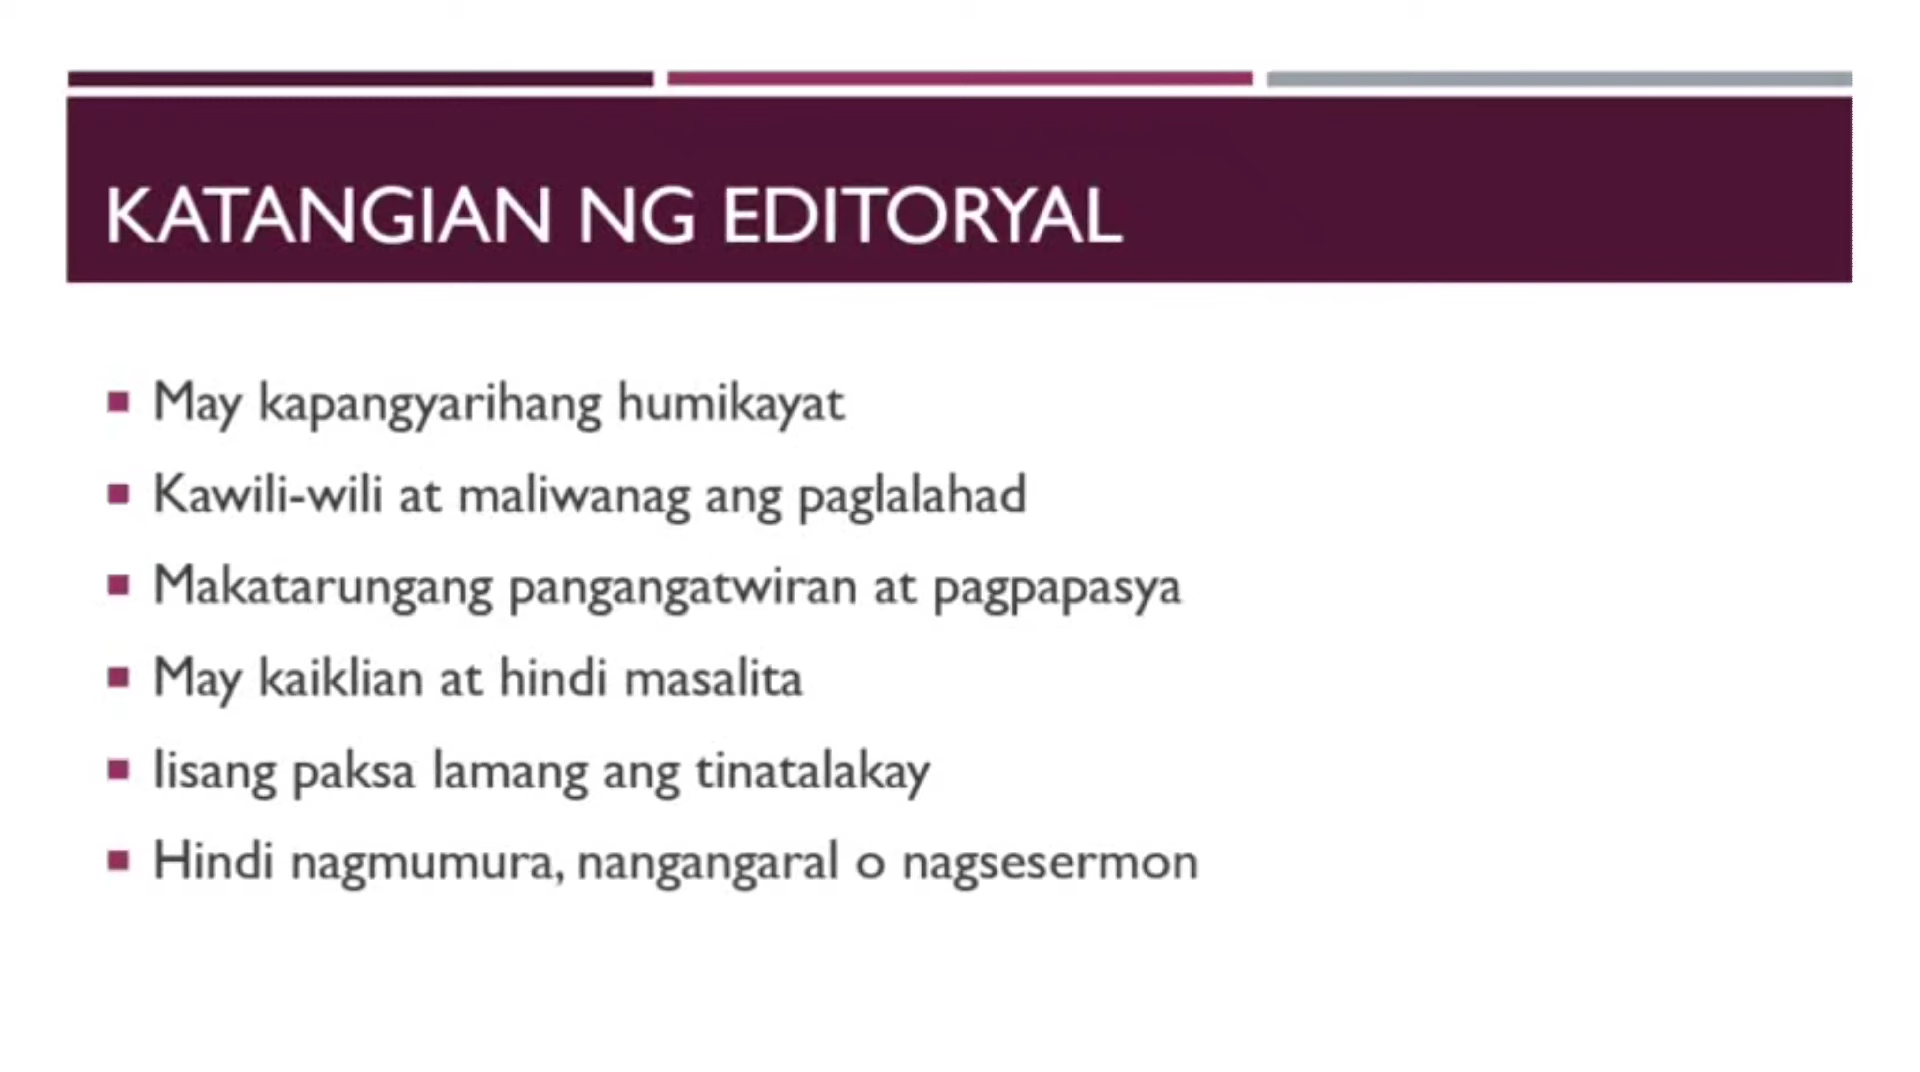 KATANGIAN NG EDITORYAL
May kapangyarihang humikayat
Kawili-wili at maliwanag ang paglalahad
Makatarungang pangangatwiran at pagpapasya
May kaiklian at hindi masalita
Iisang paksa lamang ang tinatalakay
Hindi nagmumura, nangangaral o nagsesermon